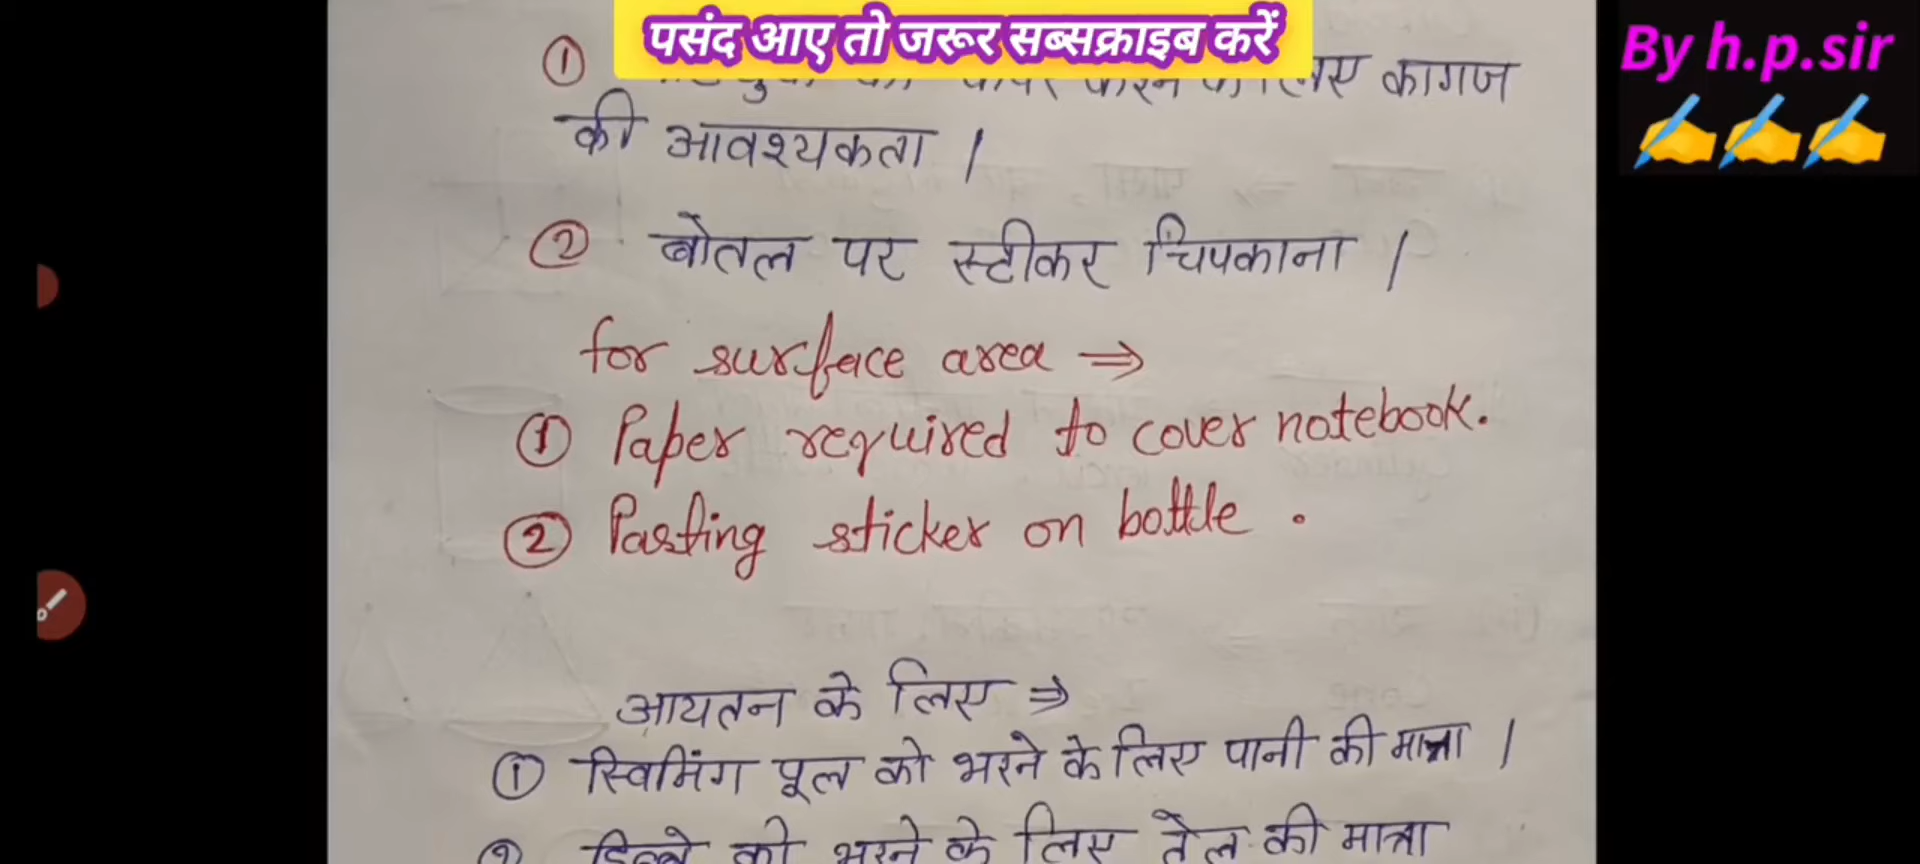 पसंद आए तो जरूर सब्सक्राइब करें
By h.p.sir
① कागज
की आवश्यकता |
② बोतल पर स्टीकर चिपकाना |
for surface area ⇒
① Paper required to cover notebook.
② Pasting sticker on bottle .
आयतन के लिए ⇒
① स्विमिंग पूल को भरने के लिए पानी की मात्रा |
② डिब्बे को भरने के लिए तेल की मात्रा